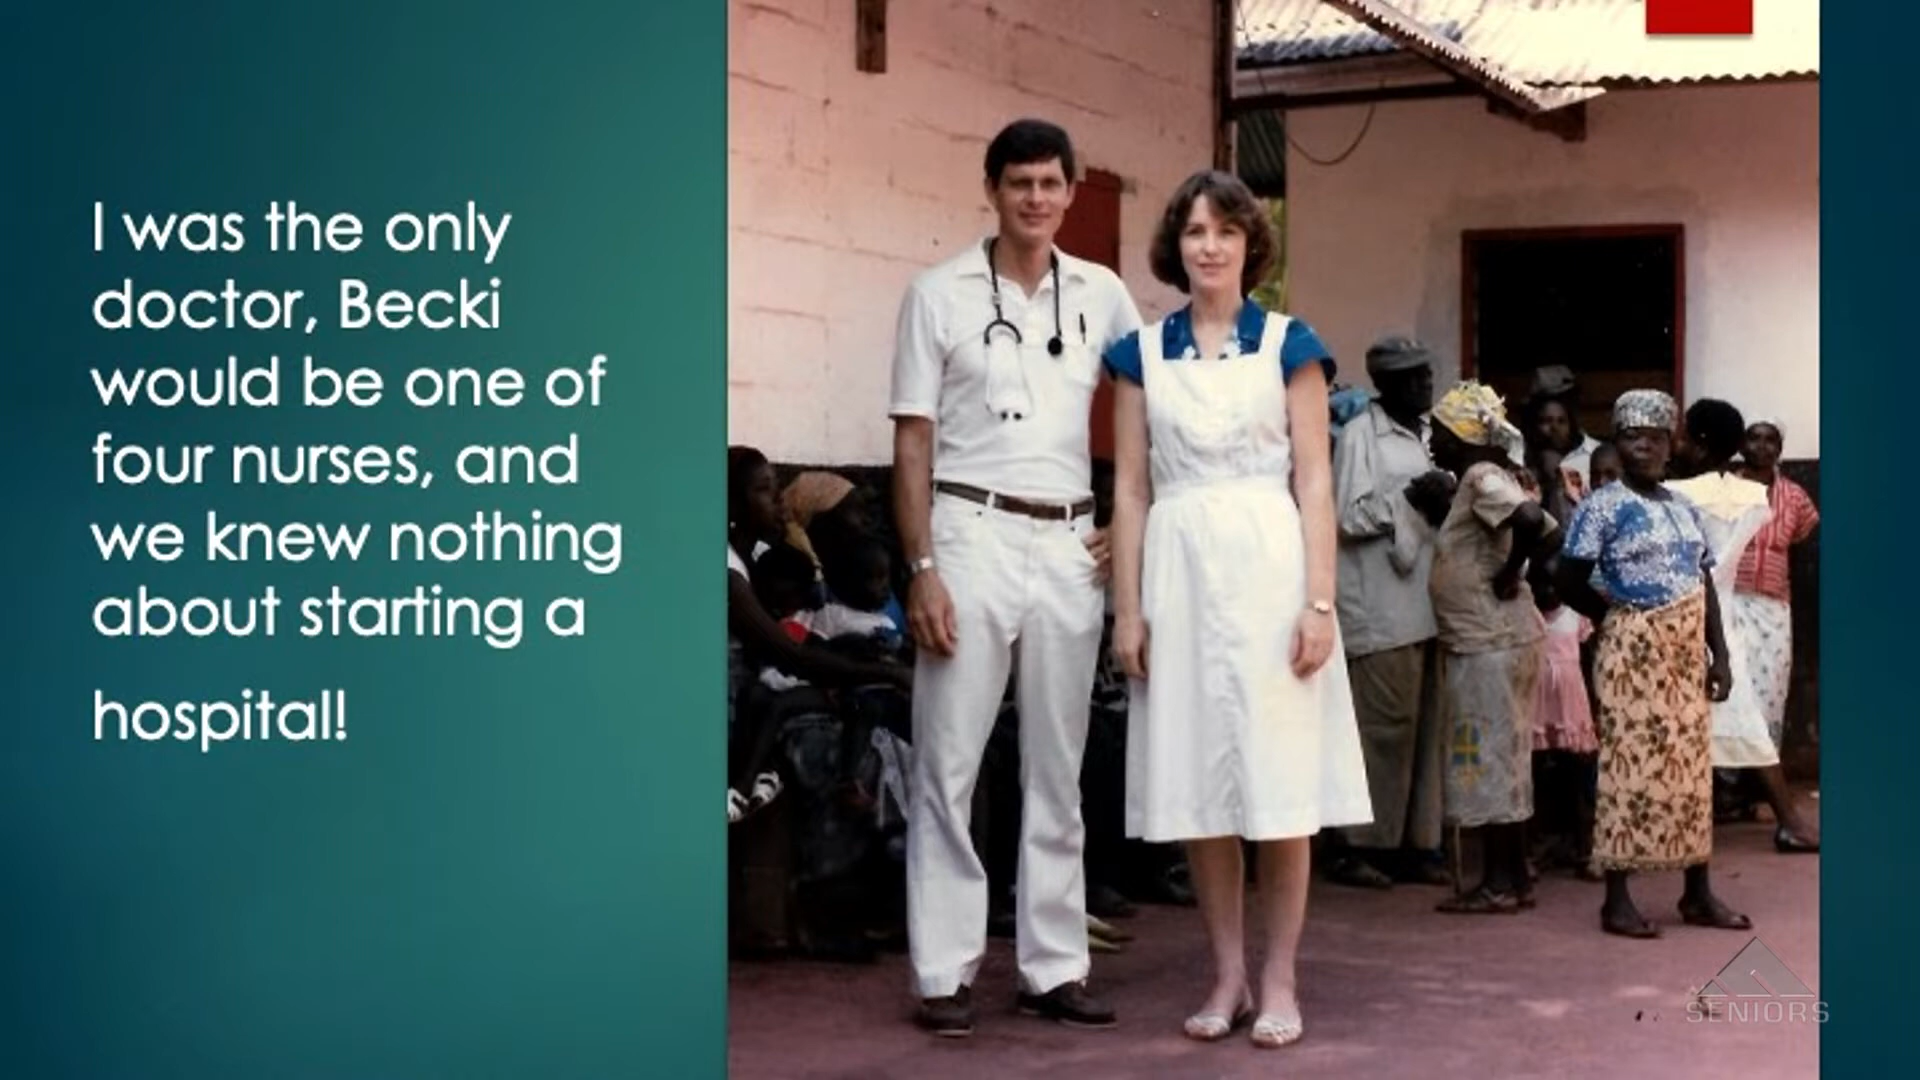 I was the only
doctor, Becki
would be one of
four nurses, and
we knew nothing
about starting a
hospital!
SENIORS